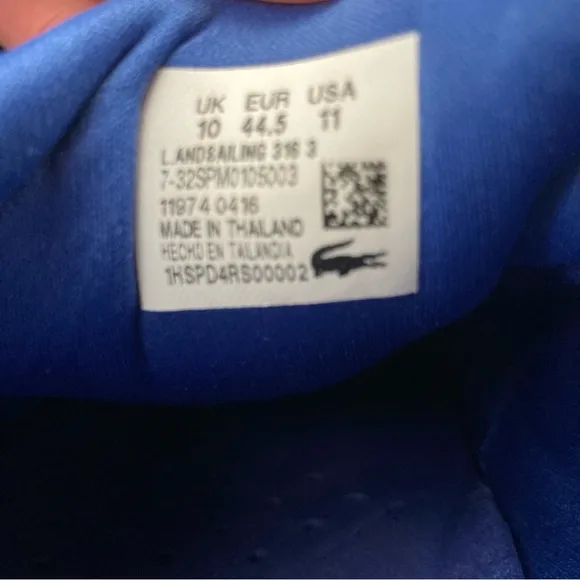 UK EUR USA
10 44.5 11
L.ANDSAILING 316 3
7-32SPM0105003
11974 0416
MADE IN THAILAND
HECHO EN TAILANDIA
1HSPD4RS00002